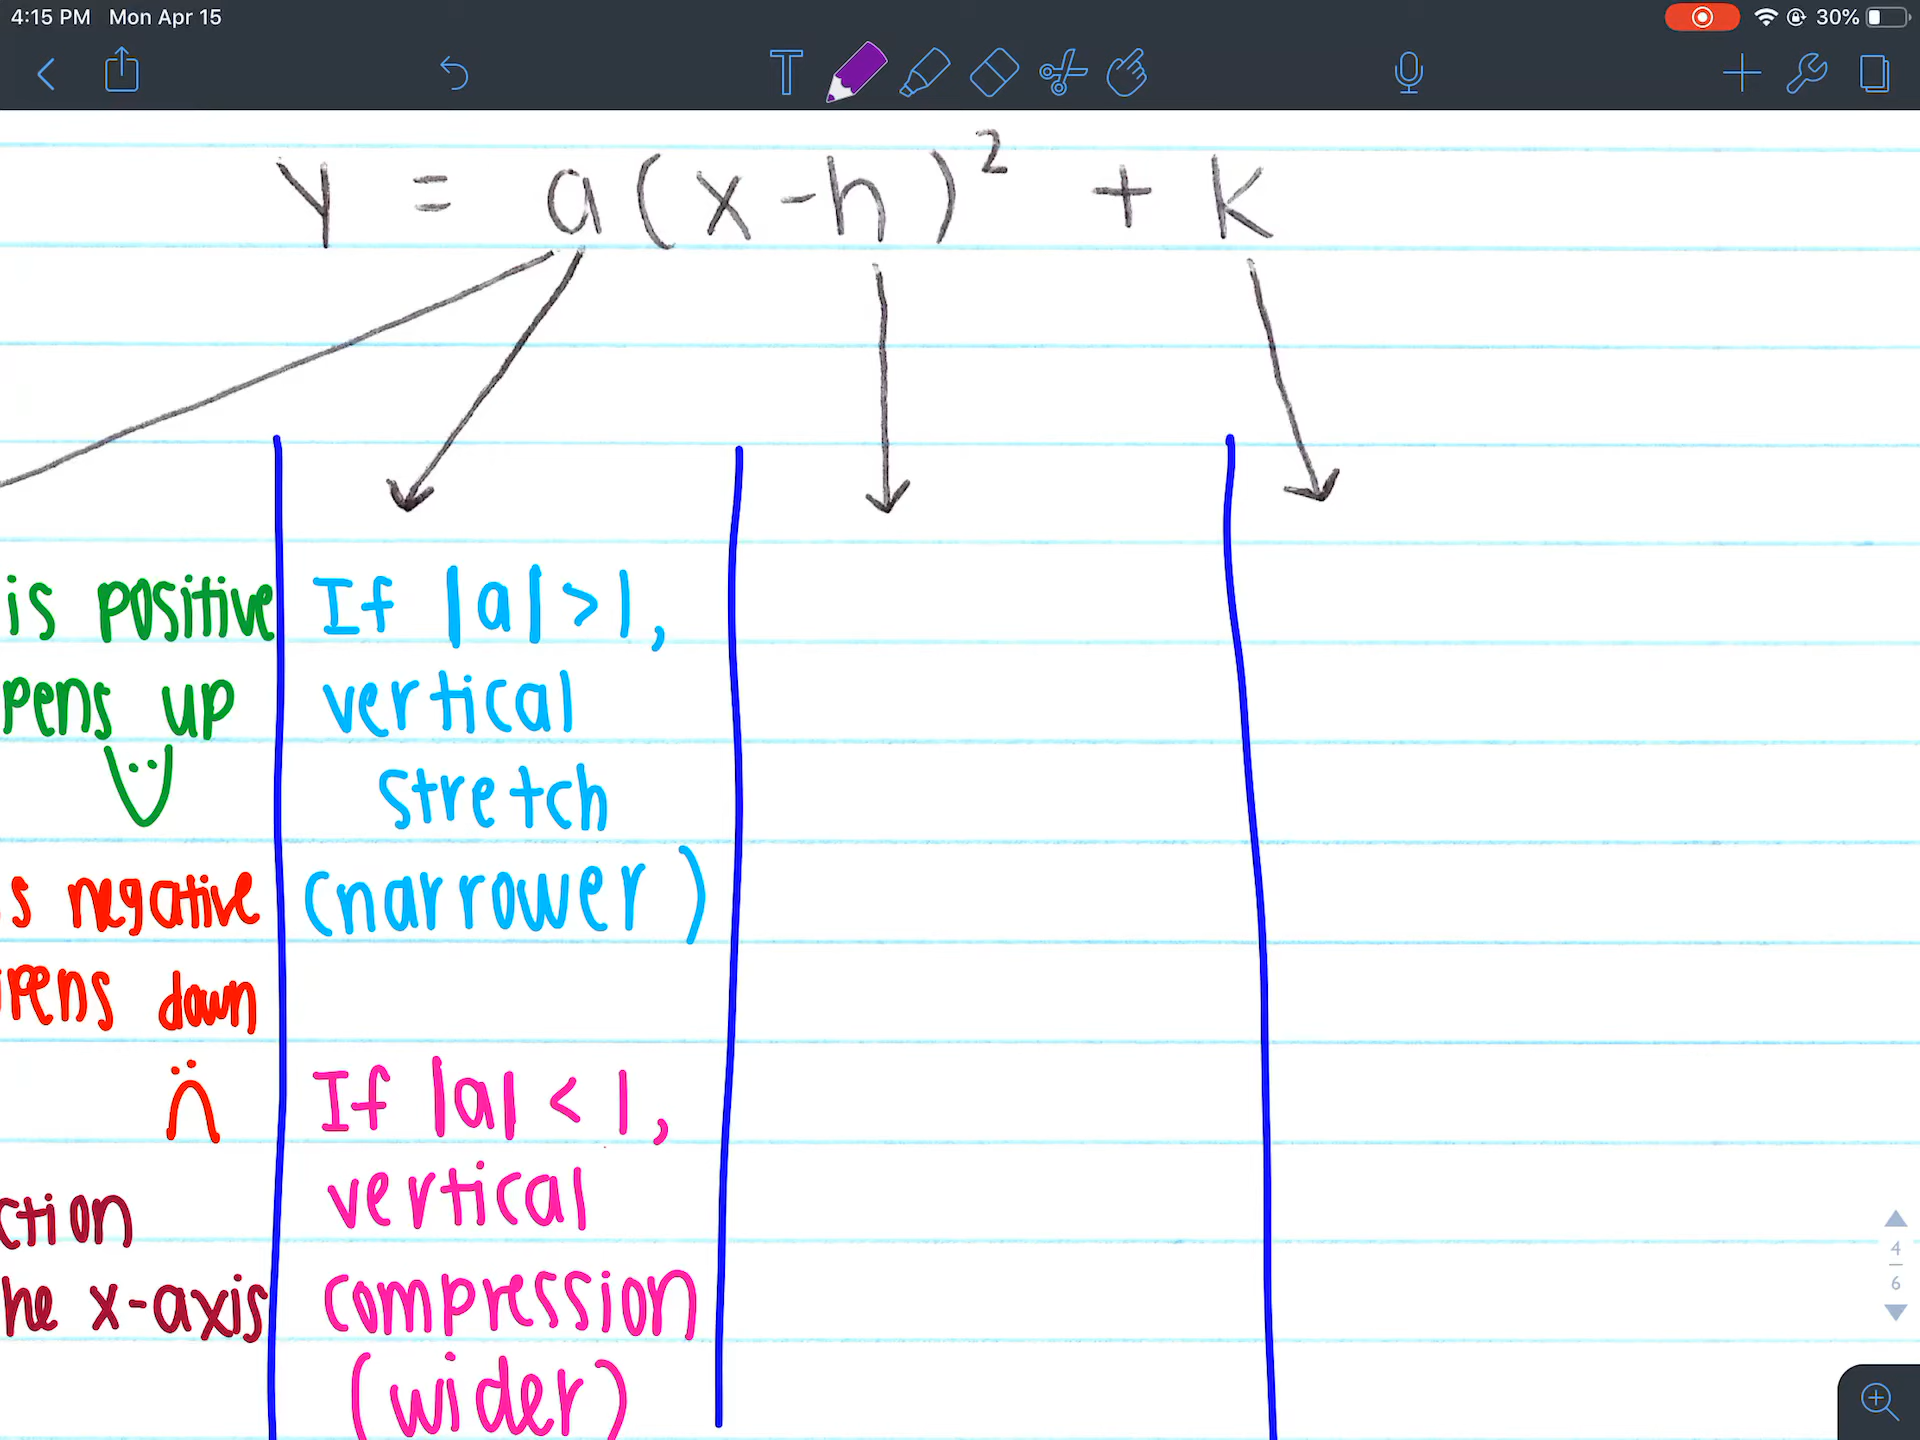 4:15 PM Mon Apr 15
30%
T
y = a(x-h)² + k
is positive
pens up
s negative
pens down
ction
he x-axis
If |a| > 1,
vertical
stretch
(narrower)
If |a| < 1,
vertical
compression
(wider)
4
6